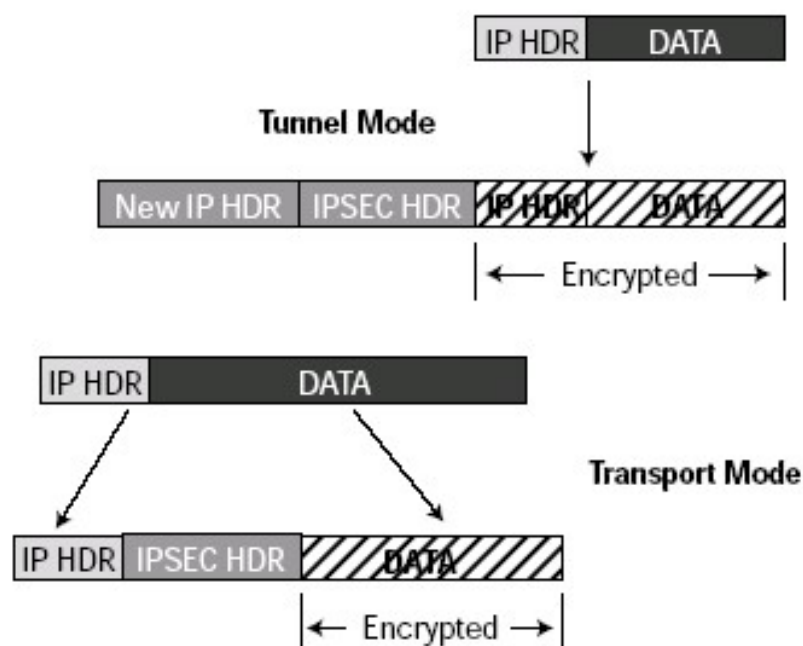 IP HDR DATA
Tunnel Mode
New IP HDR IPSEC HDR IP HDR DATA
Encrypted
IP HDR DATA
Transport Mode
IP HDR IPSEC HDR DATA
Encrypted